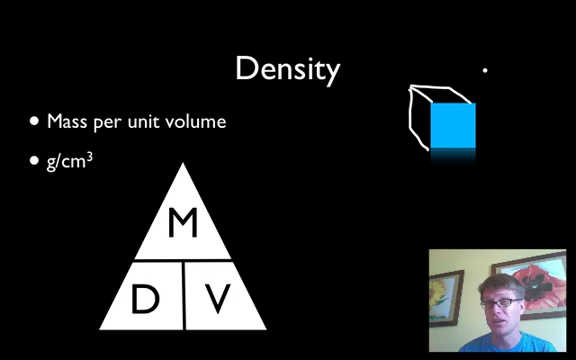 Density
• Mass per unit volume
• g/cm³
M
D V